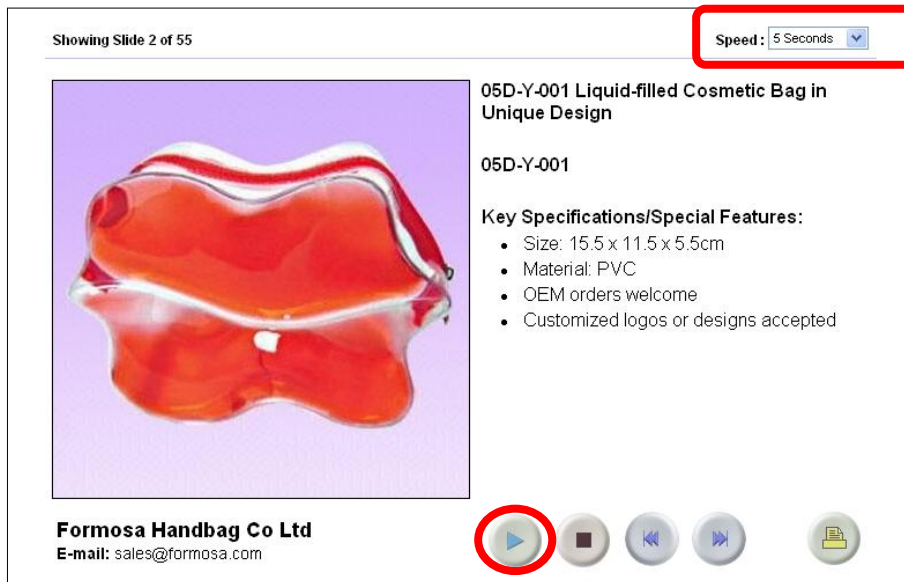 Showing Slide 2 of 55
Speed : 5 Seconds
05D-Y-001 Liquid-filled Cosmetic Bag in
Unique Design
05D-Y-001
Key Specifications/Special Features:
• Size: 15.5 x 11.5 x 5.5cm
• Material: PVC
• OEM orders welcome
• Customized logos or designs accepted
Formosa Handbag Co Ltd
E-mail: sales@formosa.com